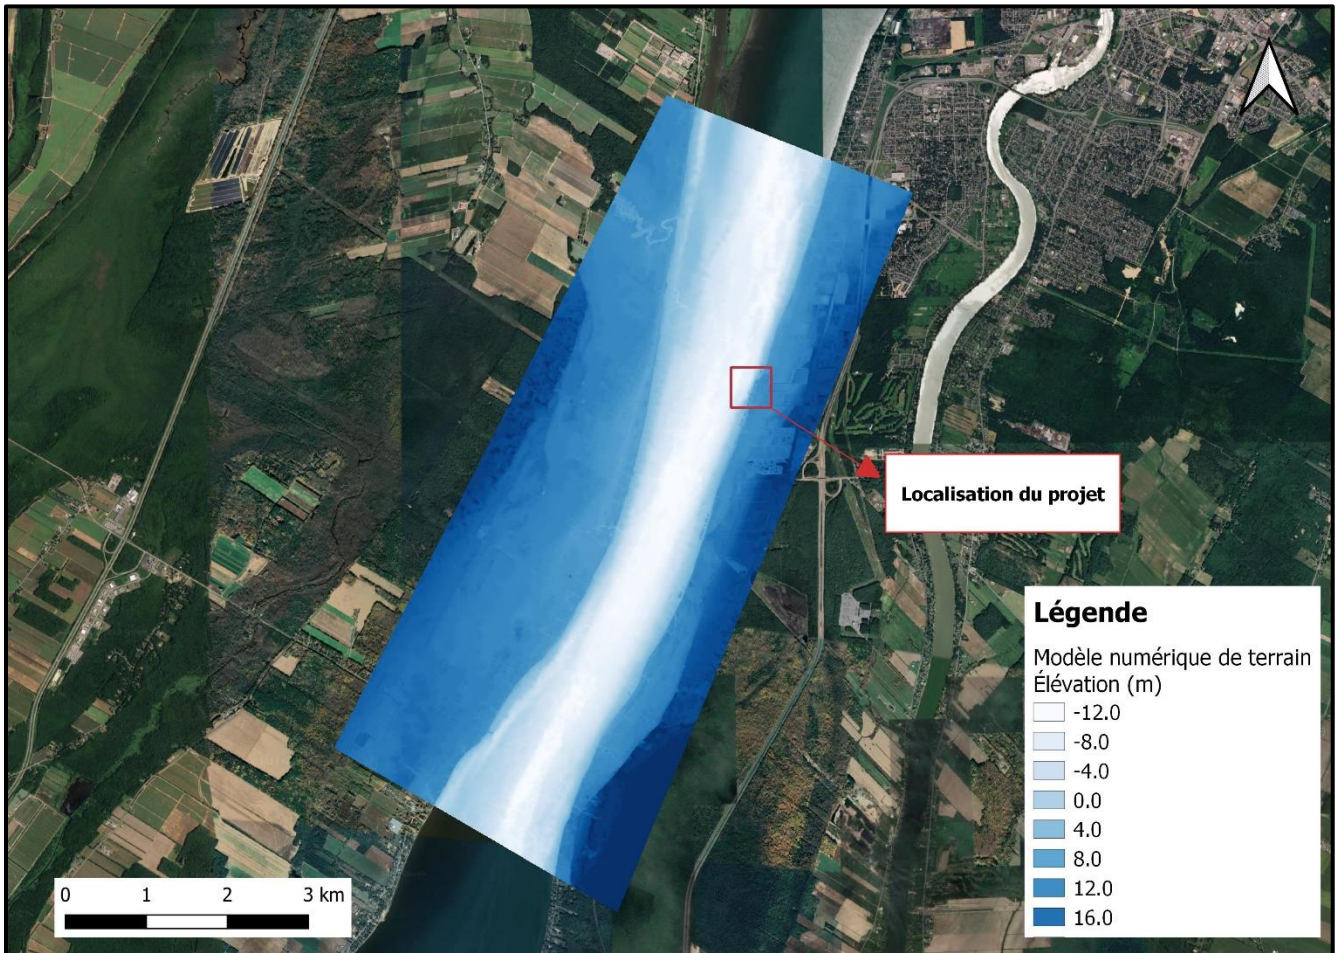 Localisation du projet
Légende
Modèle numérique de terrain
Élévation (m)
-12.0
-8.0
-4.0
0.0
4.0
8.0
12.0
16.0
0 1 2 3 km